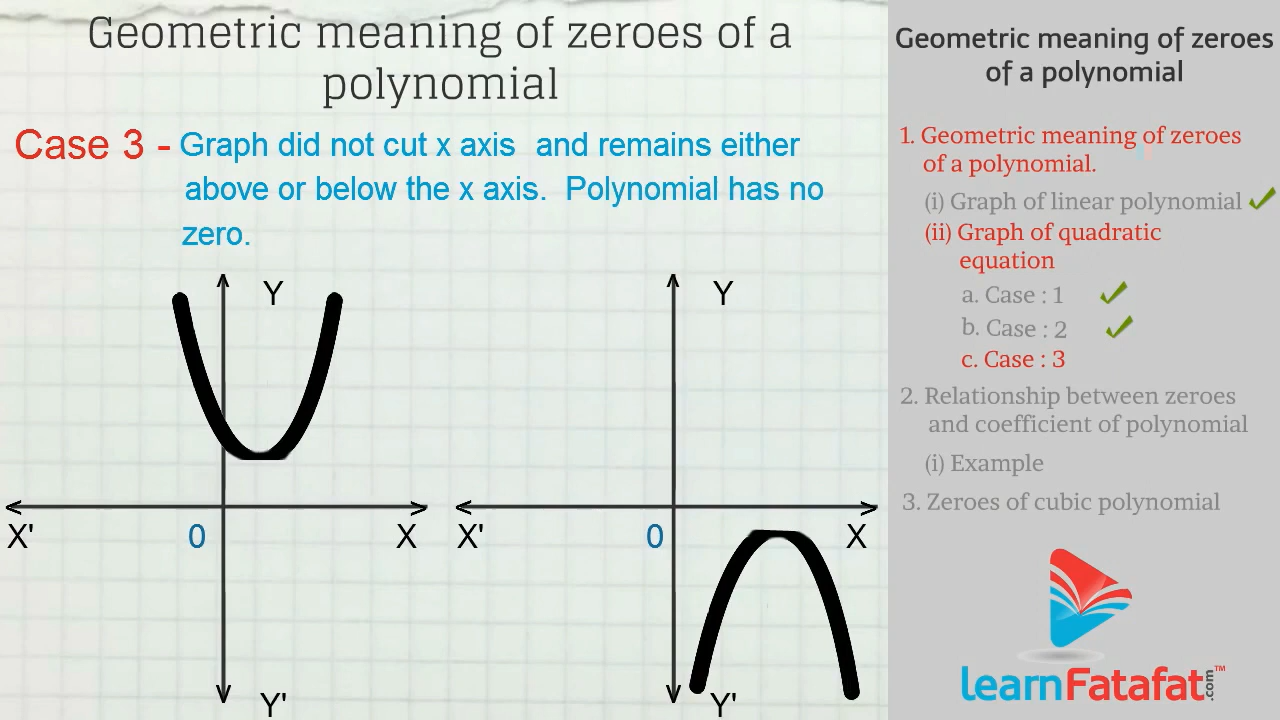 Geometric meaning of zeroes of a
polynomial
Case 3 - Graph did not cut x axis and remains either
above or below the x axis. Polynomial has no
zero.
Y
X'
0
X
Y'
Y
X'
0
X
Y'
Geometric meaning of zeroes
of a polynomial
1. Geometric meaning of zeroes
of a polynomial.
(i) Graph of linear polynomial
(ii) Graph of quadratic
equation
a. Case : 1
b. Case : 2
c. Case : 3
2. Relationship between zeroes
and coefficient of polynomial
(i) Example
3. Zeroes of cubic polynomial
learnFatafat.com™